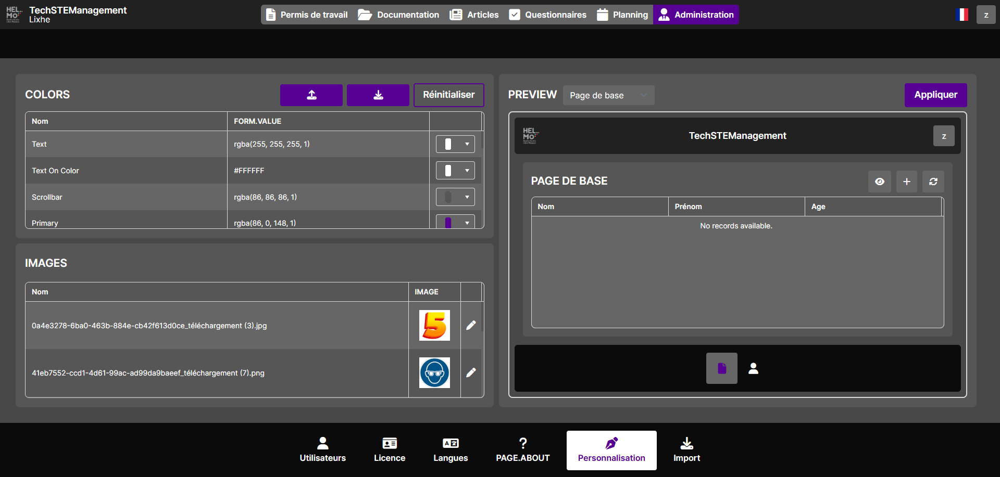 HEL
MO
TechSTEManagement
Lixhe
Permis de travail
Documentation
Articles
Questionnaires
Planning
Administration
z
COLORS
Réinitialiser
Nom
FORM.VALUE
Text
rgba(255, 255, 255, 1)
Text On Color
#FFFFFF
Scrollbar
rgba(86, 86, 86, 1)
Primary
rgba(86, 0, 148, 1)
IMAGES
Nom
IMAGE
0a4e3278-6ba0-463b-884e-cb42f613d0ce_téléchargement (3).jpg
5
41eb7552-ccd1-4d61-99ac-ad99da9baeef_téléchargement (7).png
PREVIEW
Page de base
Appliquer
HEL
MO
TechSTEManagement
z
PAGE DE BASE
Nom
Prénom
Age
No records available.
Utilisateurs
Licence
Langues
PAGE.ABOUT
Personnalisation
Import